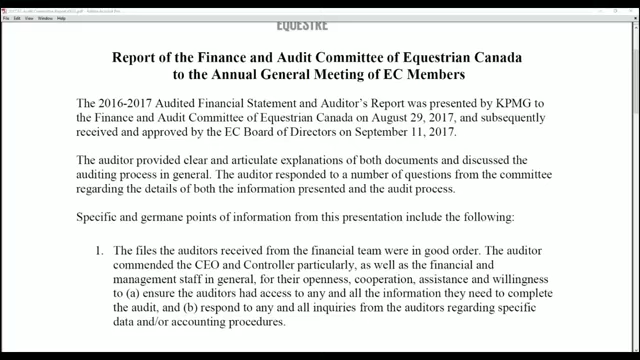 File Edit View Window Help
EQUESTRE
Report of the Finance and Audit Committee of Equestrian Canada
to the Annual General Meeting of EC Members
The 2016-2017 Audited Financial Statement and Auditor's Report was presented by KPMG to
the Finance and Audit Committee of Equestrian Canada on August 29, 2017, and subsequently
received and approved by the EC Board of Directors on September 11, 2017.
The auditor provided clear and articulate explanations of both documents and discussed the
auditing process in general. The auditor responded to a number of questions from the committee
regarding the details of both the information presented and the audit process.
Specific and germane points of information from this presentation include the following:
1. The files the auditors received from the financial team were in good order. The auditor
commended the CEO and Controller particularly, as well as the financial and
management staff in general, for their openness, cooperation, assistance and willingness
to (a) ensure the auditors had access to any and all the information they need to complete
the audit, and (b) respond to any and all inquiries from the auditors regarding specific
data and/or accounting procedures.